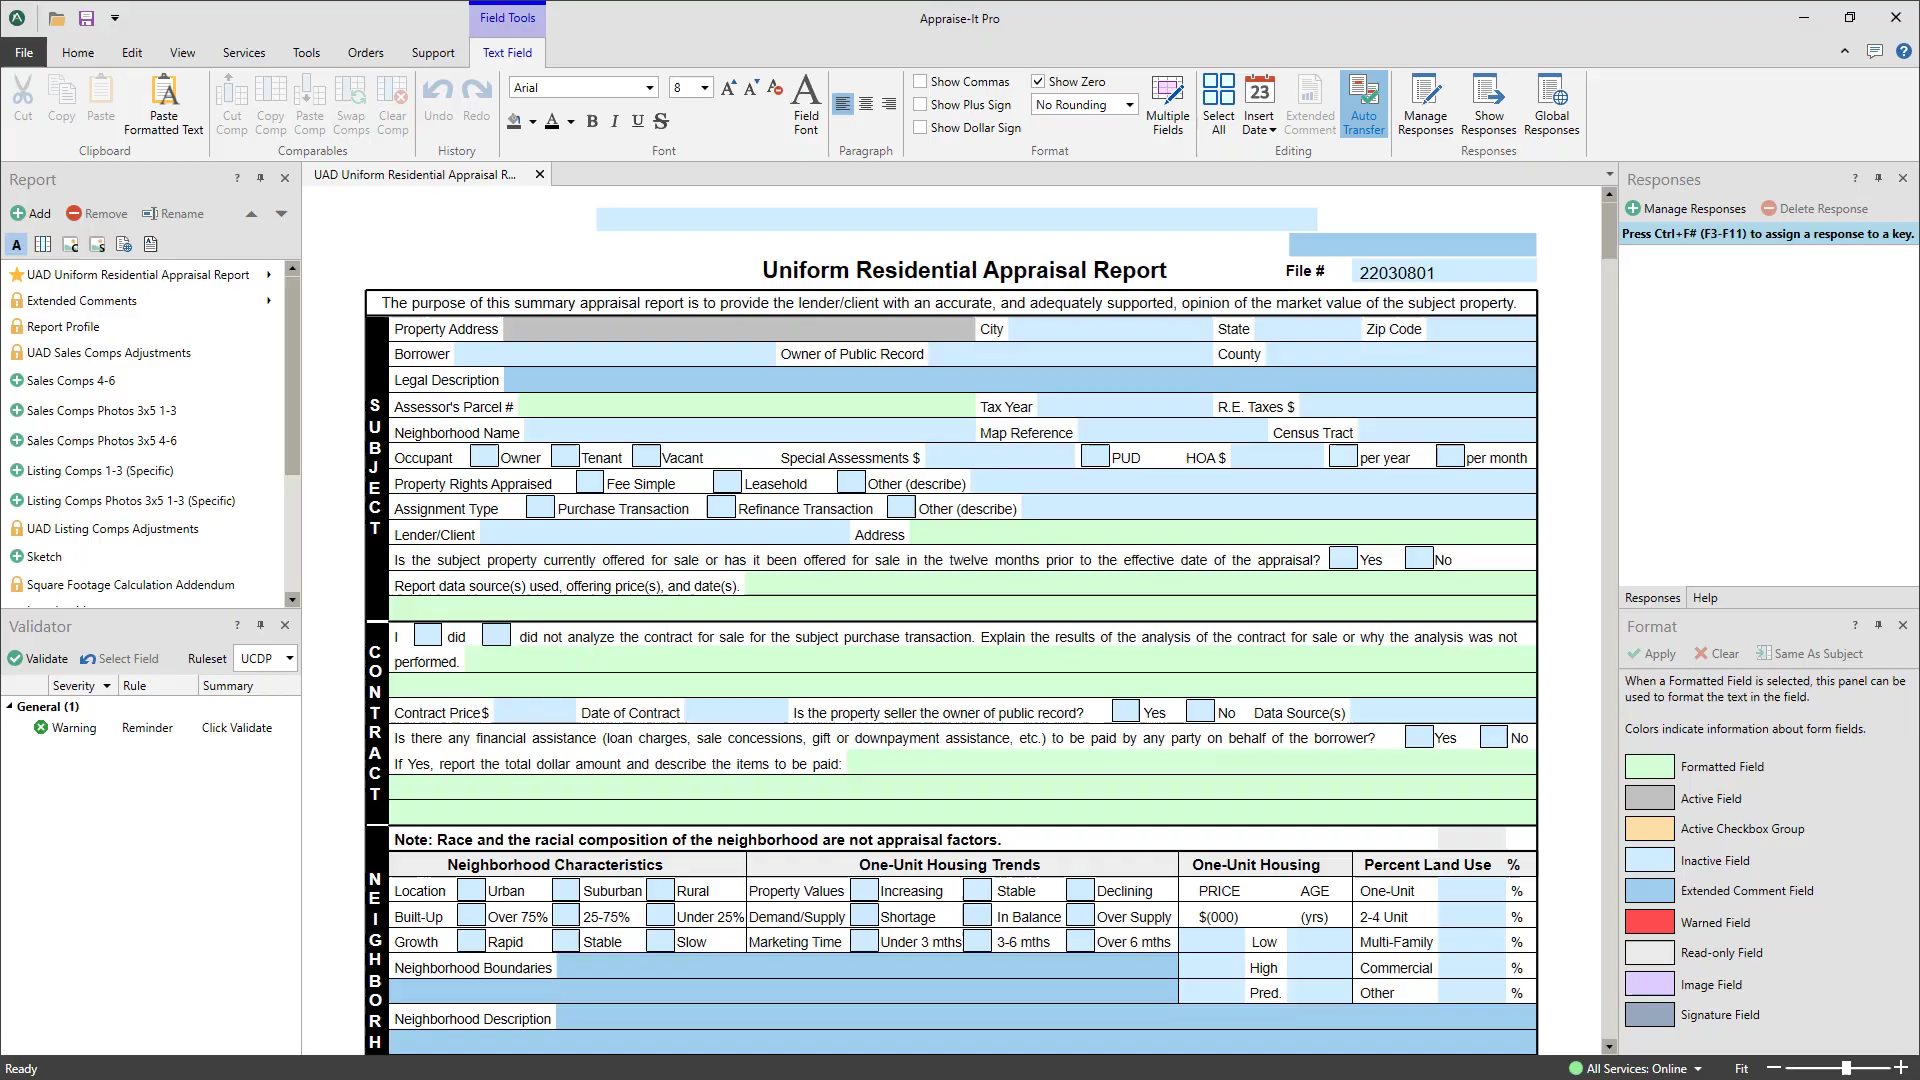 Field Tools
Appraise-It Pro
File
Home
Edit
View
Services
Tools
Orders
Support
Text Field
Cut
Copy
Paste
Paste Formatted Text
Clipboard
Cut Comp
Copy Comp
Paste Comp
Swap Comps
Clear Comp
Comparables
Undo
Redo
History
Arial
8
B I U S
Font
Field Font
Paragraph
Show Commas
Show Plus Sign
Show Dollar Sign
Show Zero
No Rounding
Format
Multiple Fields
Select All
23
Insert Date
Extended Comment
Auto Transfer
Editing
Manage Responses
Show Responses
Global Responses
Responses
Report
Add
Remove
Rename
UAD Uniform Residential Appraisal Report
Extended Comments
Report Profile
UAD Sales Comps Adjustments
Sales Comps 4-6
Sales Comps Photos 3x5 1-3
Sales Comps Photos 3x5 4-6
Listing Comps 1-3 (Specific)
Listing Comps Photos 3x5 1-3 (Specific)
UAD Listing Comps Adjustments
Sketch
Square Footage Calculation Addendum
Validator
Validate
Select Field
Ruleset
UCDP
Severity
Rule
Summary
General (1)
Warning
Reminder
Click Validate
UAD Uniform Residential Appraisal R...
Uniform Residential Appraisal Report
File # 22030801
The purpose of this summary appraisal report is to provide the lender/client with an accurate, and adequately supported, opinion of the market value of the subject property.
SUBJECT
Property Address City State Zip Code
Borrower Owner of Public Record County
Legal Description
Assessor's Parcel # Tax Year R.E. Taxes $
Neighborhood Name Map Reference Census Tract
Occupant Owner Tenant Vacant Special Assessments $ PUD HOA $ per year per month
Property Rights Appraised Fee Simple Leasehold Other (describe)
Assignment Type Purchase Transaction Refinance Transaction Other (describe)
Lender/Client Address
Is the subject property currently offered for sale or has it been offered for sale in the twelve months prior to the effective date of the appraisal? Yes No
Report data source(s) used, offering price(s), and date(s).
CONTRACT
I did did not analyze the contract for sale for the subject purchase transaction. Explain the results of the analysis of the contract for sale or why the analysis was not
performed.
Contract Price $ Date of Contract Is the property seller the owner of public record? Yes No Data Source(s)
Is there any financial assistance (loan charges, sale concessions, gift or downpayment assistance, etc.) to be paid by any party on behalf of the borrower? Yes No
If Yes, report the total dollar amount and describe the items to be paid:
NEIGHBORH
Note: Race and the racial composition of the neighborhood are not appraisal factors.
Neighborhood Characteristics One-Unit Housing Trends One-Unit Housing Percent Land Use %
Location Urban Suburban Rural Property Values Increasing Stable Declining PRICE AGE One-Unit %
Built-Up Over 75% 25-75% Under 25% Demand/Supply Shortage In Balance Over Supply $(000) (yrs) 2-4 Unit %
Growth Rapid Stable Slow Marketing Time Under 3 mths 3-6 mths Over 6 mths Low Multi-Family %
Neighborhood Boundaries High Commercial %
Pred. Other %
Neighborhood Description
Responses
Manage Responses
Delete Response
Press Ctrl+F# (F3-F11) to assign a response to a key.
Responses
Help
Format
Apply
Clear
Same As Subject
When a Formatted Field is selected, this panel can be
used to format the text in the field.
Colors indicate information about form fields.
Formatted Field
Active Field
Active Checkbox Group
Inactive Field
Extended Comment Field
Warned Field
Read-only Field
Image Field
Signature Field
Ready
All Services: Online
Fit